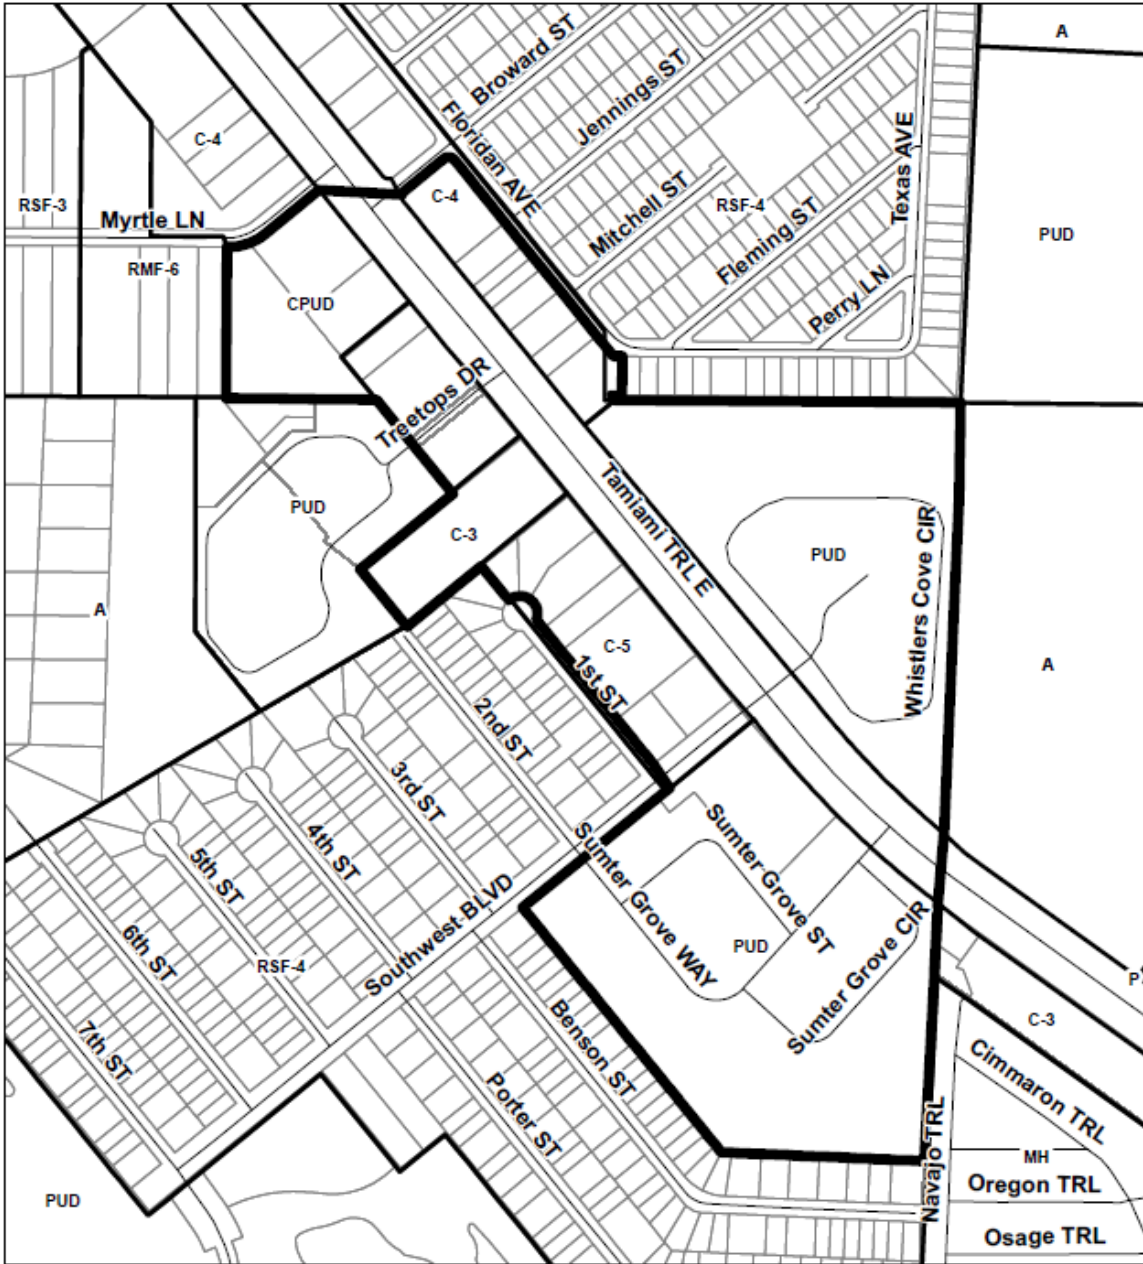 A
Broward ST
Jennings ST
Floridan AVE
Texas AVE
C-4
RSF-3
Myrtle LN
C-4
Mitchell ST
RSF-4
Fleming ST
PUD
RMF-6
CPUD
Perry LN
Treetops DR
PUD
C-3
Tamiami TRL E
PUD
Whistlers Cove CIR
A
C-5
1st ST
A
2nd ST
3rd ST
4th ST
5th ST
6th ST
7th ST
RSF-4
Southwest BLVD
Sumter Grove WAY
Sumter Grove ST
PUD
Sumter Grove CIR
Benson ST
Porter ST
C-3
Cimmaron TRL
Navajo TRL
MH
Oregon TRL
Osage TRL
PUD